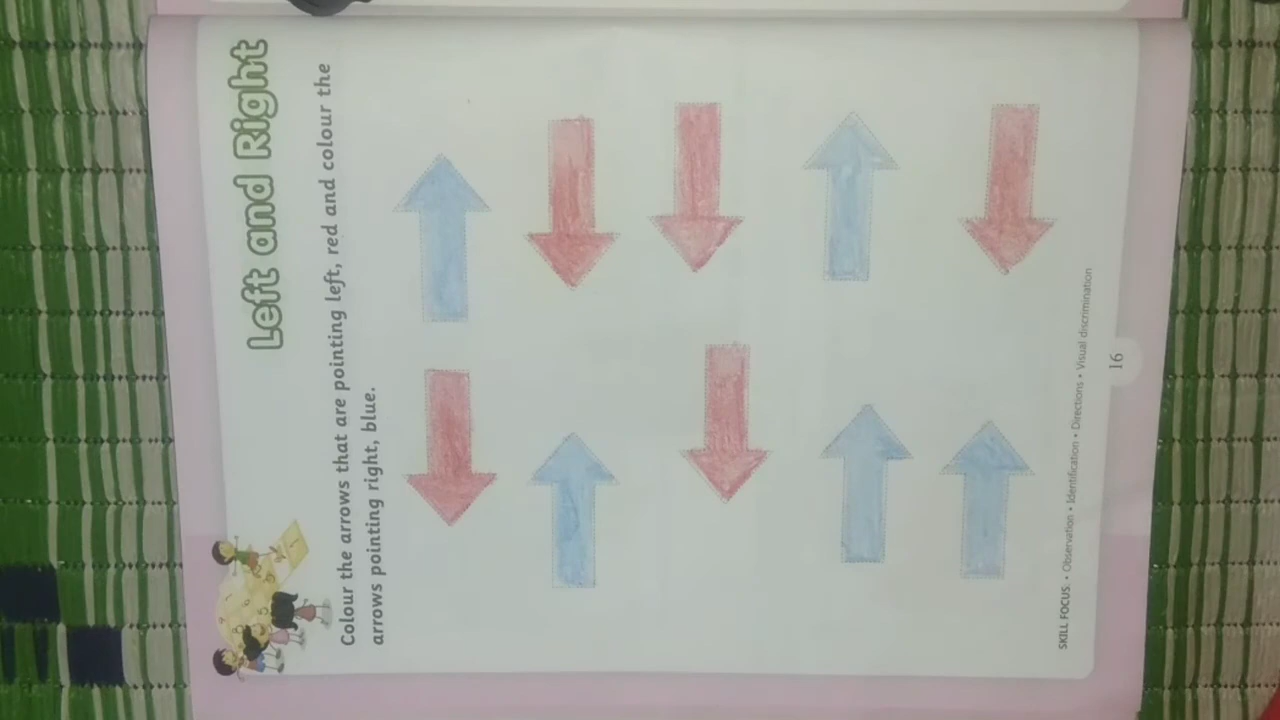 Left and Right
Colour the arrows that are pointing left, red and colour the
arrows pointing right, blue.
SKILL FOCUS: • Observation • Identification • Directions • Visual discrimination
16